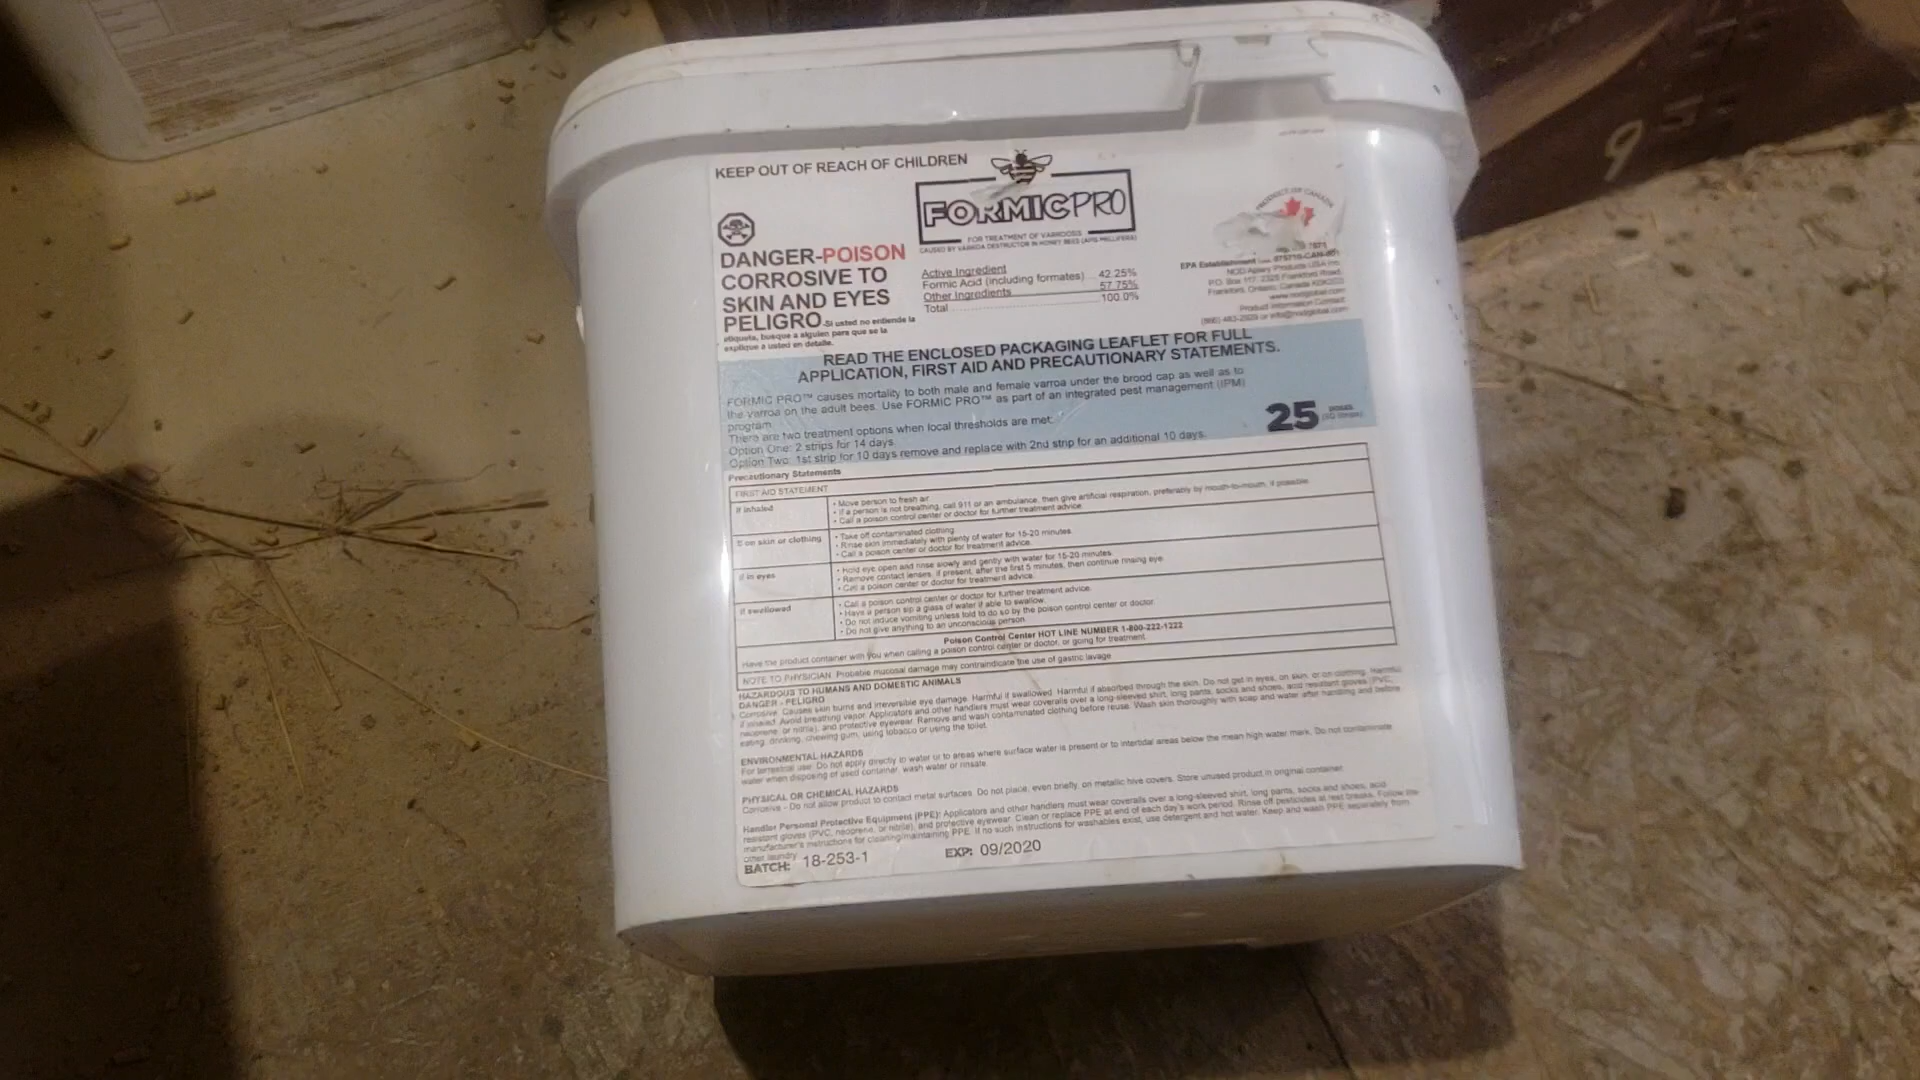 KEEP OUT OF REACH OF CHILDREN
FORMICPRO
FOR TREATMENT OF VARROOSIS
CAUSED BY VARROA DESTRUCTOR IN HONEY BEES (APIS MELLIFERA)
PRODUCT OF CANADA
DANGER-POISON
CORROSIVE TO
SKIN AND EYES
PELIGRO Si usted no entiende la
etiqueta, busque a alguien para que se la
explique a usted en detalle.
Active Ingredient
Formic Acid (including formates) 42.25%
Other Ingredients 57.75%
Total 100.0%
EPA Establishment
NOD Apiary Products USA Inc.
P.O. Box 117, 2325 Frankford Road,
Frankford, Ontario, Canada K0K2C0
www.nodglobal.com
Product Information Contact:
(866) 483-2929 or info@nodglobal.com
READ THE ENCLOSED PACKAGING LEAFLET FOR FULL
APPLICATION, FIRST AID AND PRECAUTIONARY STATEMENTS.
FORMIC PRO™ causes mortality to both male and female varroa under the brood cap as well as to
the varroa on the adult bees. Use FORMIC PRO™ as part of an integrated pest management (IPM)
program.
There are two treatment options when local thresholds are met:
Option One: 2 strips for 14 days.
Option Two: 1st strip for 10 days remove and replace with 2nd strip for an additional 10 days.
25 DOSES
(50 Strips)
Precautionary Statements
FIRST AID STATEMENT
If inhaled
• Move person to fresh air.
• If a person is not breathing, call 911 or an ambulance, then give artificial respiration, preferably by mouth-to-mouth, if possible.
• Call a poison control center or doctor for further treatment advice.
If on skin or clothing
• Take off contaminated clothing.
• Rinse skin immediately with plenty of water for 15-20 minutes.
• Call a poison center or doctor for treatment advice.
If in eyes
• Hold eye open and rinse slowly and gently with water for 15-20 minutes.
• Remove contact lenses, if present, after the first 5 minutes, then continue rinsing eye.
• Call a poison center or doctor for treatment advice.
If swallowed
• Call a poison control center or doctor for further treatment advice.
• Have a person sip a glass of water if able to swallow.
• Do not induce vomiting unless told to do so by the poison control center or doctor.
• Do not give anything to an unconscious person.
Poison Control Center HOT LINE NUMBER 1-800-222-1222
Have the product container with you when calling a poison control center or doctor, or going for treatment.
NOTE TO PHYSICIAN: Probable mucosal damage may contraindicate the use of gastric lavage
HAZARDOUS TO HUMANS AND DOMESTIC ANIMALS
DANGER - PELIGRO
Corrosive. Causes skin burns and irreversible eye damage. Harmful if swallowed. Harmful if absorbed through the skin. Do not get in eyes, on skin, or on clothing. Harmful
if inhaled. Avoid breathing vapor. Applicators and other handlers must wear coveralls over a long-sleeved shirt, long pants, socks and shoes, acid resistant gloves (PVC,
neoprene, or nitrile), and protective eyewear. Remove and wash contaminated clothing before reuse. Wash skin thoroughly with soap and water after handling and before
eating, drinking, chewing gum, using tobacco or using the toilet.
ENVIRONMENTAL HAZARDS
For terrestrial use: Do not apply directly to water or to areas where surface water is present or to intertidal areas below the mean high water mark. Do not contaminate
water when disposing of used container, wash water or rinsate.
PHYSICAL OR CHEMICAL HAZARDS
Corrosive - Do not allow product to contact metal surfaces. Do not place, even briefly, on metallic hive covers. Store unused product in original container.
Handler Personal Protective Equipment (PPE): Applicators and other handlers must wear coveralls over a long-sleeved shirt, long pants, socks and shoes, acid
resistant gloves (PVC, neoprene, or nitrile), and protective eyewear. Clean or replace PPE at end of each day's work period. Rinse off pesticides at rest breaks. Follow the
manufacturer's instructions for cleaning/maintaining PPE. If no such instructions for washables exist, use detergent and hot water. Keep and wash PPE separately from
other laundry.
BATCH: 18-253-1
EXP: 09/2020
9